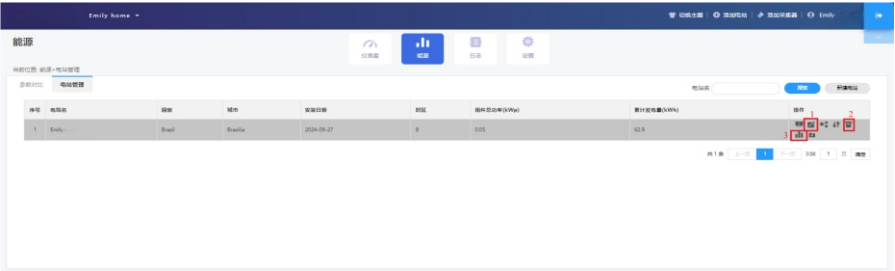 Emily home
切换主题 添加电站 添加采集器 Emily
能源
仪表盘 能源 日志 设置
当前位置: 能源>电站管理
参数对比 电站管理
电站名 搜索 新建电站
序号 电站名 国家 城市 安装日期 时区 组件总功率(kWp) 累计发电量(kWh) 操作
1 2
1 Emily Brasil Brasilia 2024-09-27 8 0.05 62.9
3
共 1 条 上一页 1 下一页 到第 1 页 确定